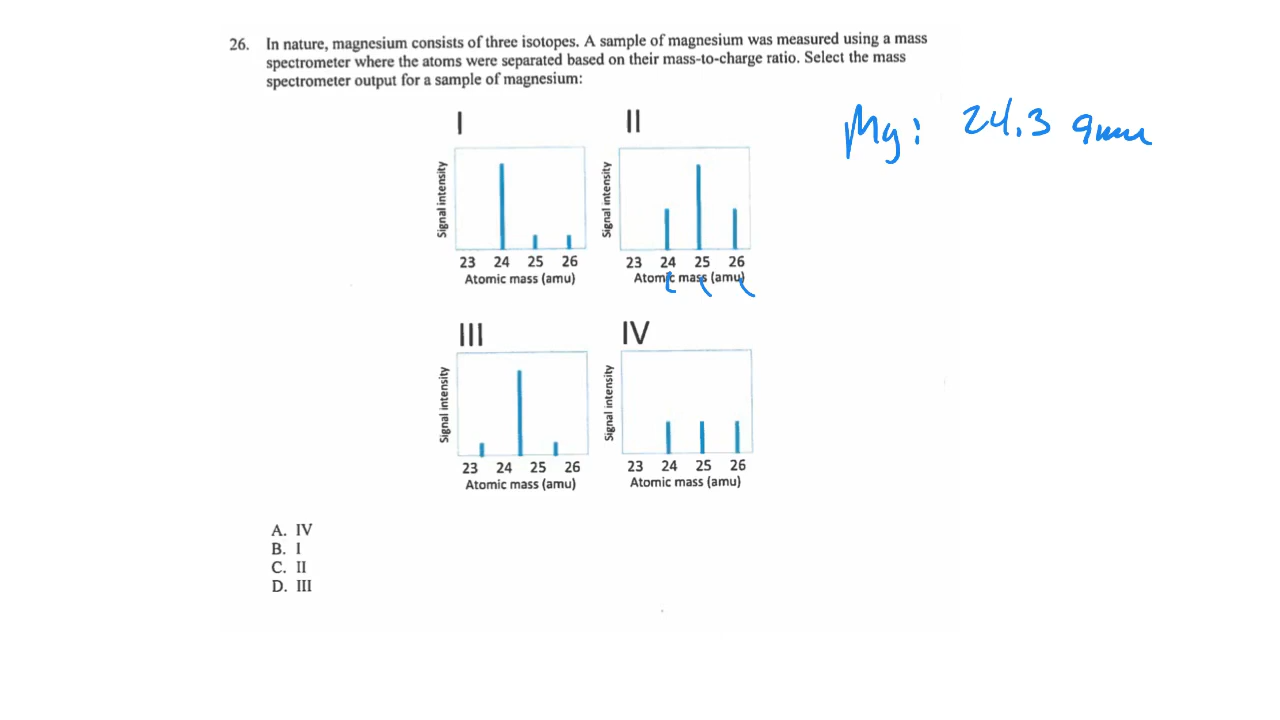 26. In nature, magnesium consists of three isotopes. A sample of magnesium was measured using a mass
spectrometer where the atoms were separated based on their mass-to-charge ratio. Select the mass
spectrometer output for a sample of magnesium:
Mg: 24.3 amu
I
Signal intensity
23 24 25 26
Atomic mass (amu)
II
Signal intensity
23 24 25 26
Atomic mass (amu)
III
Signal intensity
23 24 25 26
Atomic mass (amu)
IV
Signal intensity
23 24 25 26
Atomic mass (amu)
A. IV
B. I
C. II
D. III